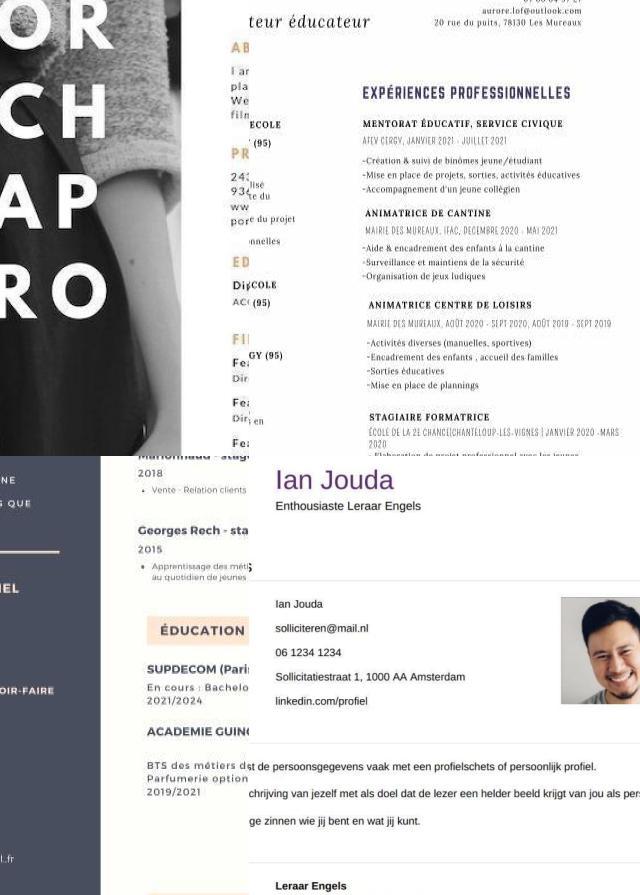 OR
CH
AP
RO
AB
I ar
pla
We
film
PR
24:
934
ww
por
ED
Di
AC
FI
Fe
Dir
Fe
Dir
Fe
teur éducateur
aurore.lof@outlook.com
20 rue du puits, 78130 Les Mureaux
ECOLE
(95)
lisé
te du
e du projet
onnelles
COLE
(95)
GY (95)
en
EXPÉRIENCES PROFESSIONNELLES
MENTORAT ÉDUCATIF, SERVICE CIVIQUE
AFEV CERGY, JANVIER 2021 - JUILLET 2021
-Création & suivi de binômes jeune/étudiant
-Mise en place de projets, sorties, activités éducatives
-Accompagnement d'un jeune collégien
ANIMATRICE DE CANTINE
MAIRIE DES MUREAUX, IFAC, DECEMBRE 2020 - MAI 2021
-Aide & encadrement des enfants à la cantine
-Surveillance et maintiens de la sécurité
-Organisation de jeux ludiques
ANIMATRICE CENTRE DE LOISIRS
MAIRIE DES MUREAUX, AOÛT 2020 - SEPT 2020, AOÛT 2019 - SEPT 2019
-Activités diverses (manuelles, sportives)
-Encadrement des enfants , accueil des familles
-Sorties éducatives
-Mise en place de plannings
STAGIAIRE FORMATRICE
ÉCOLE DE LA 2E CHANCE|CHANTELOUP-LES-VIGNES | JANVIER 2020 -MARS
2020
NE
S QUE
EL
OIR-FAIRE
l.fr
Marionnaud - stag
2018
• Vente - Relation clients
Georges Rech - sta
2015
• Apprentissage des méti
au quotidien de jeunes
ÉDUCATION
SUPDECOM (Pari
En cours : Bachelo
2021/2024
ACADEMIE GUIN
BTS des métiers d
Parfumerie option
2019/2021
Ian Jouda
Enthousiaste Leraar Engels
Ian Jouda
solliciteren@mail.nl
06 1234 1234
Sollicitatiestraat 1, 1000 AA Amsterdam
linkedin.com/profiel
st de persoonsgegevens vaak met een profielschets of persoonlijk profiel.
chrijving van jezelf met als doel dat de lezer een helder beeld krijgt van jou als pers
ge zinnen wie jij bent en wat jij kunt.
Leraar Engels